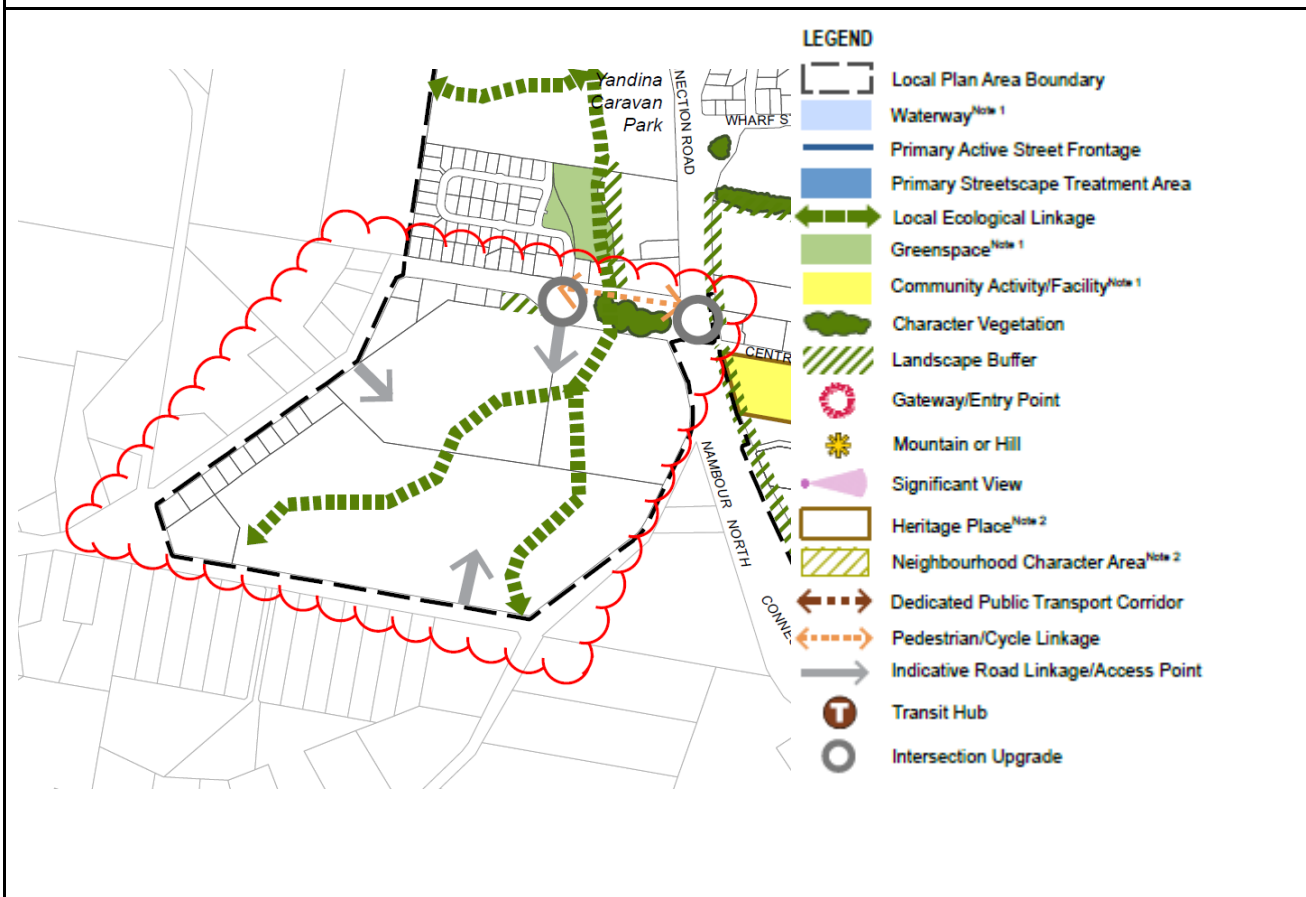 LEGEND
Local Plan Area Boundary
Waterway Note 1
Primary Active Street Frontage
Primary Streetscape Treatment Area
Local Ecological Linkage
Greenspace Note 1
Community Activity/Facility Note 1
Character Vegetation
Landscape Buffer
Gateway/Entry Point
Mountain or Hill
Significant View
Heritage Place Note 2
Neighbourhood Character Area Note 2
Dedicated Public Transport Corridor
Pedestrian/Cycle Linkage
Indicative Road Linkage/Access Point
T
Transit Hub
Intersection Upgrade
Yandina
Caravan
Park
NECTION ROAD
WHARF S
CENTR
NAMBOUR NORTH
CONNE